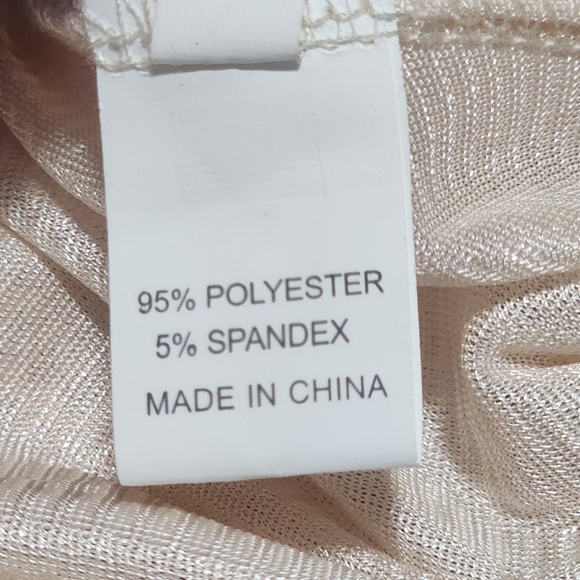 95% POLYESTER
5% SPANDEX
MADE IN CHINA